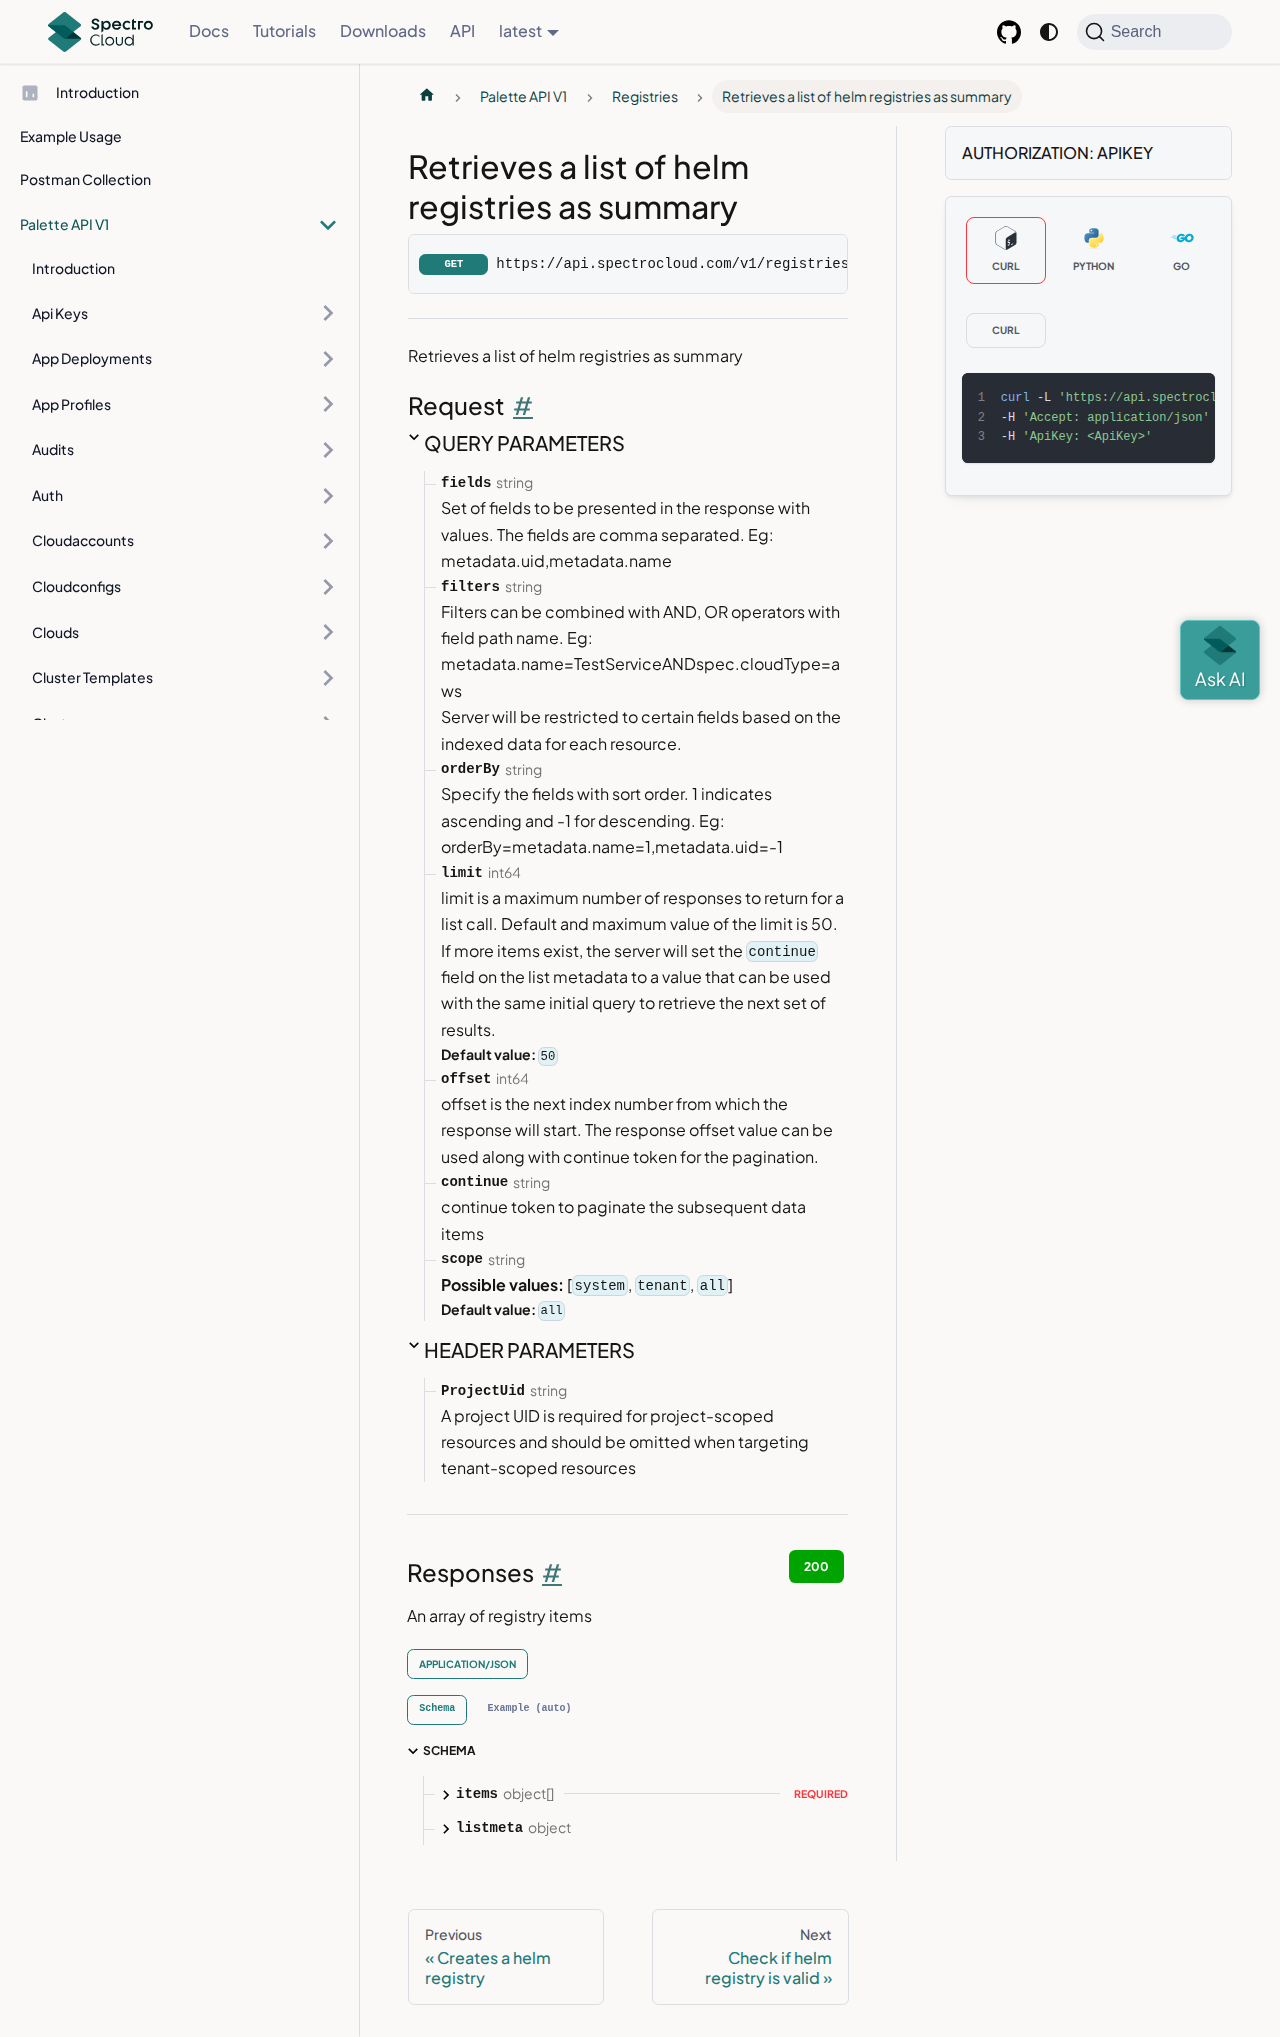 Spectro
Cloud
Docs
Tutorials
Downloads
API
latest
Search
Introduction
Example Usage
Postman Collection
Palette API V1
Introduction
Api Keys
App Deployments
App Profiles
Audits
Auth
Cloudaccounts
Cloudconfigs
Clouds
Cluster Templates
Palette API V1
Registries
Retrieves a list of helm registries as summary
Retrieves a list of helm
registries as summary
GET https://api.spectrocloud.com/v1/registries
Retrieves a list of helm registries as summary
Request #
QUERY PARAMETERS
fields string
Set of fields to be presented in the response with
values. The fields are comma separated. Eg:
metadata.uid,metadata.name
filters string
Filters can be combined with AND, OR operators with
field path name. Eg:
metadata.name=TestServiceANDspec.cloudType=a
ws
Server will be restricted to certain fields based on the
indexed data for each resource.
orderBy string
Specify the fields with sort order. 1 indicates
ascending and -1 for descending. Eg:
orderBy=metadata.name=1,metadata.uid=-1
limit int64
limit is a maximum number of responses to return for a
list call. Default and maximum value of the limit is 50.
If more items exist, the server will set the continue
field on the list metadata to a value that can be used
with the same initial query to retrieve the next set of
results.
Default value: 50
offset int64
offset is the next index number from which the
response will start. The response offset value can be
used along with continue token for the pagination.
continue string
continue token to paginate the subsequent data
items
scope string
Possible values: [system, tenant, all]
Default value: all
HEADER PARAMETERS
ProjectUid string
A project UID is required for project-scoped
resources and should be omitted when targeting
tenant-scoped resources
Responses #
200
An array of registry items
APPLICATION/JSON
Schema
Example (auto)
SCHEMA
items object[] REQUIRED
listmeta object
Previous
« Creates a helm
registry
Next
Check if helm
registry is valid »
AUTHORIZATION: APIKEY
CURL
PYTHON
GO
CURL
1 curl -L 'https://api.spectrocl
2 -H 'Accept: application/json'
3 -H 'ApiKey: <ApiKey>'
Ask AI